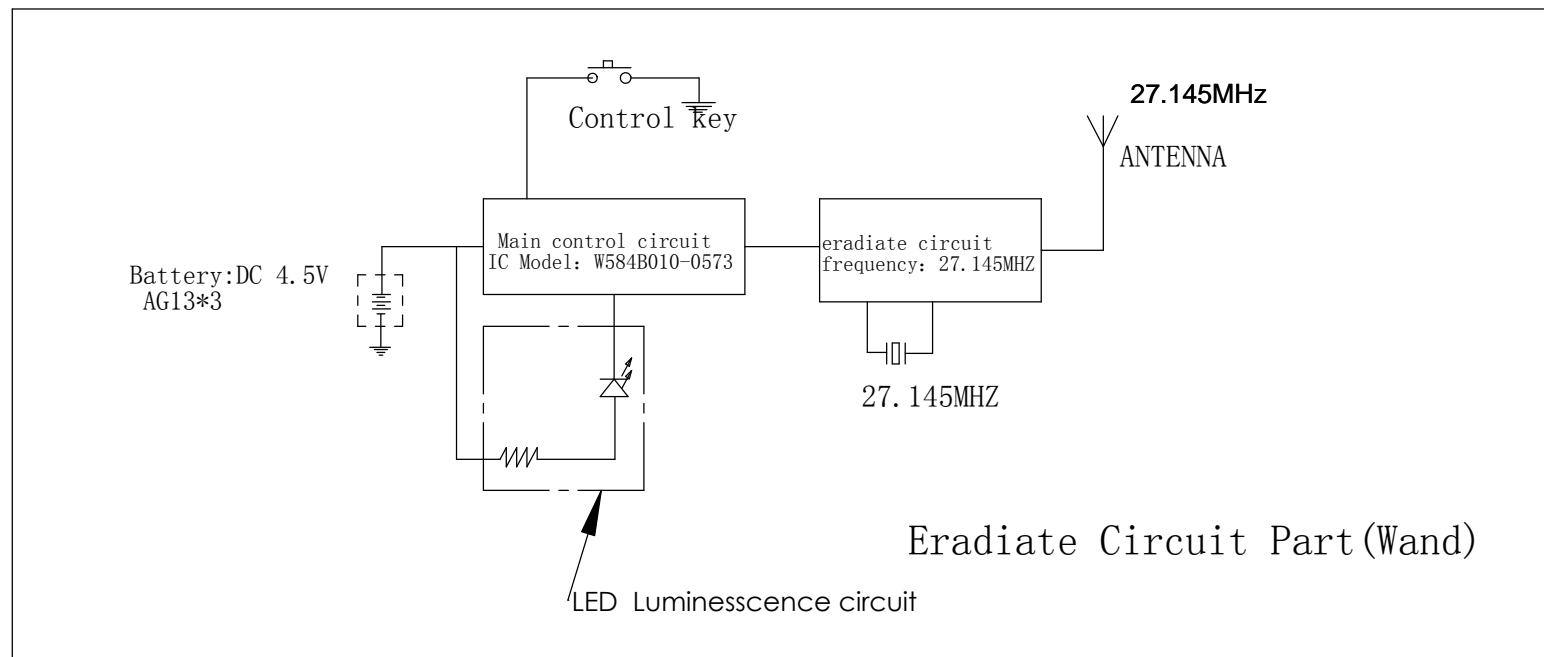 27.145MHz
Control key
ANTENNA
Main control circuit
IC Model: W584B010-0573
eradiate circuit
frequency: 27.145MHZ
Battery:DC 4.5V
AG13*3
27.145MHZ
Eradiate Circuit Part(Wand)
LED Luminesscence circuit